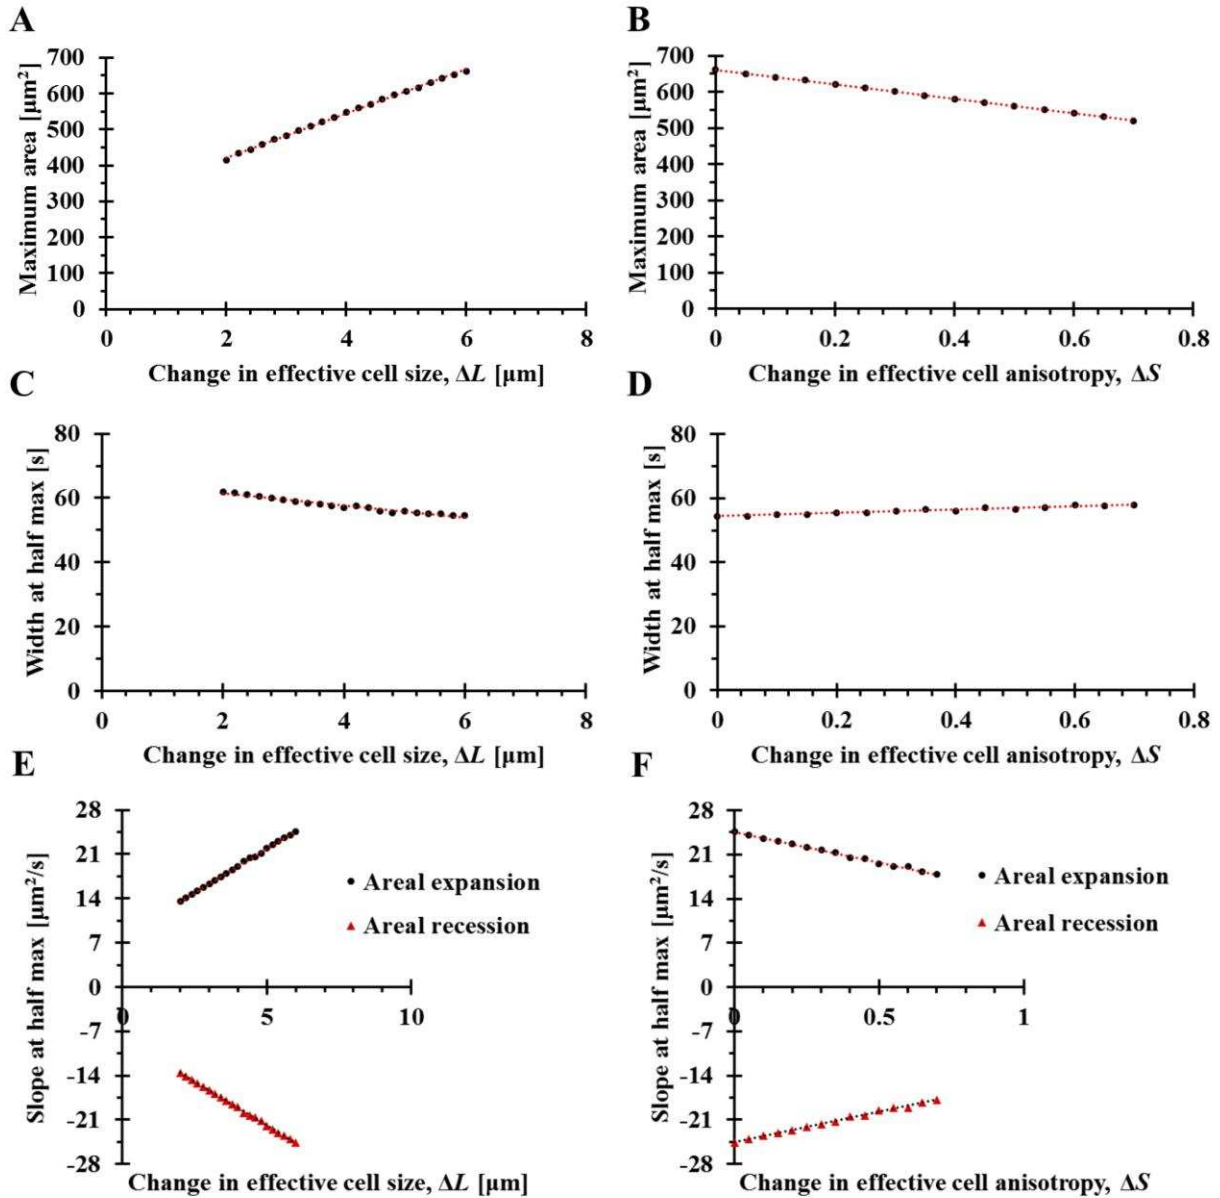 A
Maximum area [μm²]
700
600
500
400
300
200
100
0
0 2 4 6 8
Change in effective cell size, ΔL [μm]
B
Maximum area [μm²]
700
600
500
400
300
200
100
0
0 0.2 0.4 0.6 0.8
Change in effective cell anisotropy, ΔS
C
Width at half max [s]
80
60
40
20
0
0 2 4 6 8
Change in effective cell size, ΔL [μm]
D
Width at half max [s]
80
60
40
20
0
0 0.2 0.4 0.6 0.8
Change in effective cell anisotropy, ΔS
E
Slope at half max [μm²/s]
28
21
14
7
0
-7
-14
-21
-28
0 5 10
Areal expansion
Areal recession
Change in effective cell size, ΔL [μm]
F
Slope at half max [μm²/s]
28
21
14
7
0
-7
-14
-21
-28
0 0.5 1
Areal expansion
Areal recession
Change in effective cell anisotropy, ΔS